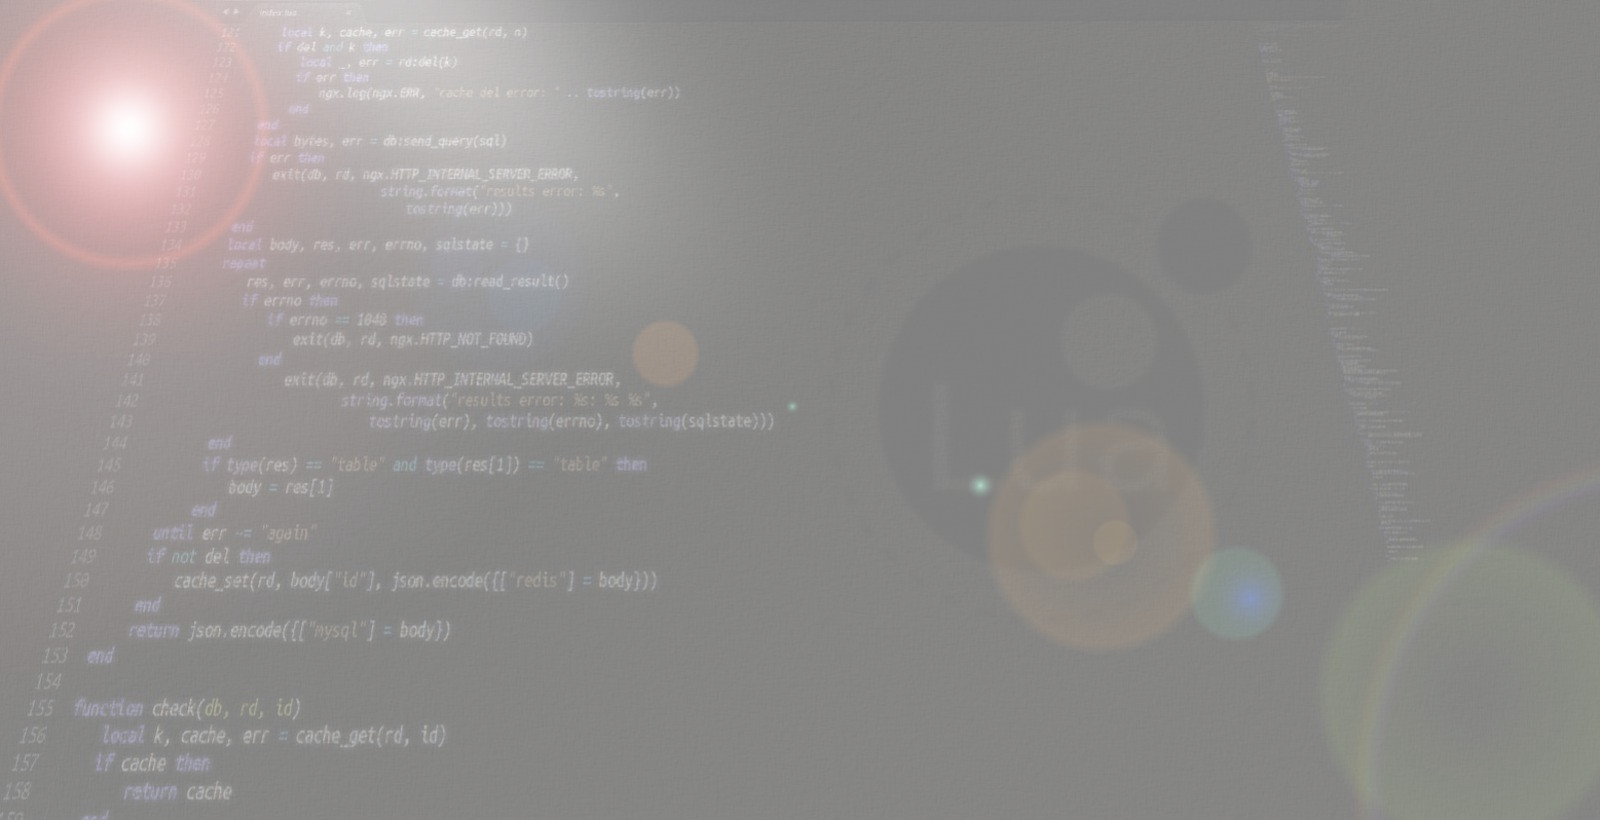 index.lua
121 local k, cache, err = cache_get(rd, n)
122 if del and k then
123 local _, err = rd:del(k)
124 if err then
125 ngx.log(ngx.ERR, "cache del error: " .. tostring(err))
126 end
127 end
128 local bytes, err = db:send_query(sql)
129 if err then
130 exit(db, rd, ngx.HTTP_INTERNAL_SERVER_ERROR,
131 string.format("results error: %s",
132 tostring(err)))
133 end
134 local body, res, err, errno, sqlstate = {}
135 repeat
136 res, err, errno, sqlstate = db:read_result()
137 if errno then
138 if errno == 1048 then
139 exit(db, rd, ngx.HTTP_NOT_FOUND)
140 end
141 exit(db, rd, ngx.HTTP_INTERNAL_SERVER_ERROR,
142 string.format("results error: %s: %s %s",
143 tostring(err), tostring(errno), tostring(sqlstate)))
144 end
145 if type(res) == "table" and type(res[1]) == "table" then
146 body = res[1]
147 end
148 until err ~= "again"
149 if not del then
150 cache_set(rd, body["id"], json.encode({["redis"] = body}))
151 end
152 return json.encode({["mysql"] = body})
153 end
154
155 function check(db, rd, id)
156 local k, cache, err = cache_get(rd, id)
157 if cache then
158 return cache
159 end
Lua